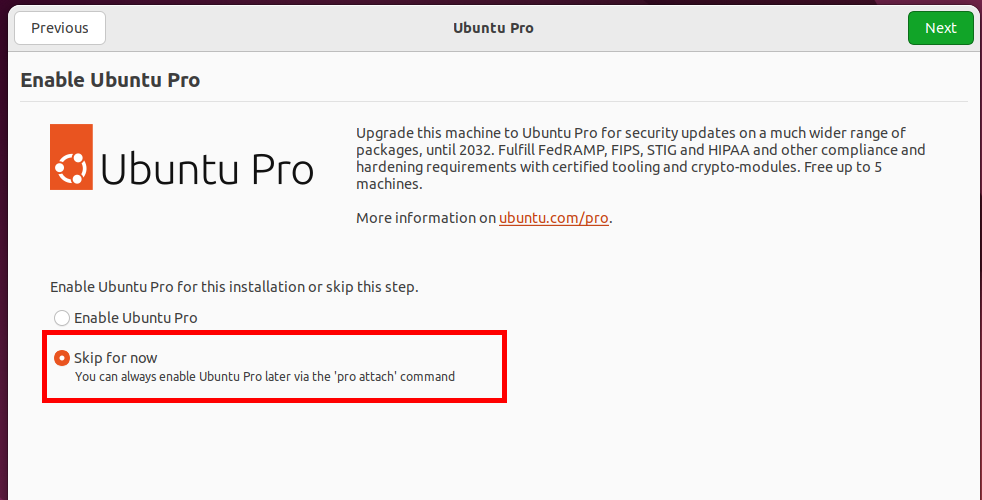 Previous
Ubuntu Pro
Next
Enable Ubuntu Pro
Ubuntu Pro
Upgrade this machine to Ubuntu Pro for security updates on a much wider range of
packages, until 2032. Fulfill FedRAMP, FIPS, STIG and HIPAA and other compliance and
hardening requirements with certified tooling and crypto-modules. Free up to 5
machines.
More information on ubuntu.com/pro.
Enable Ubuntu Pro for this installation or skip this step.
Enable Ubuntu Pro
Skip for now
You can always enable Ubuntu Pro later via the 'pro attach' command